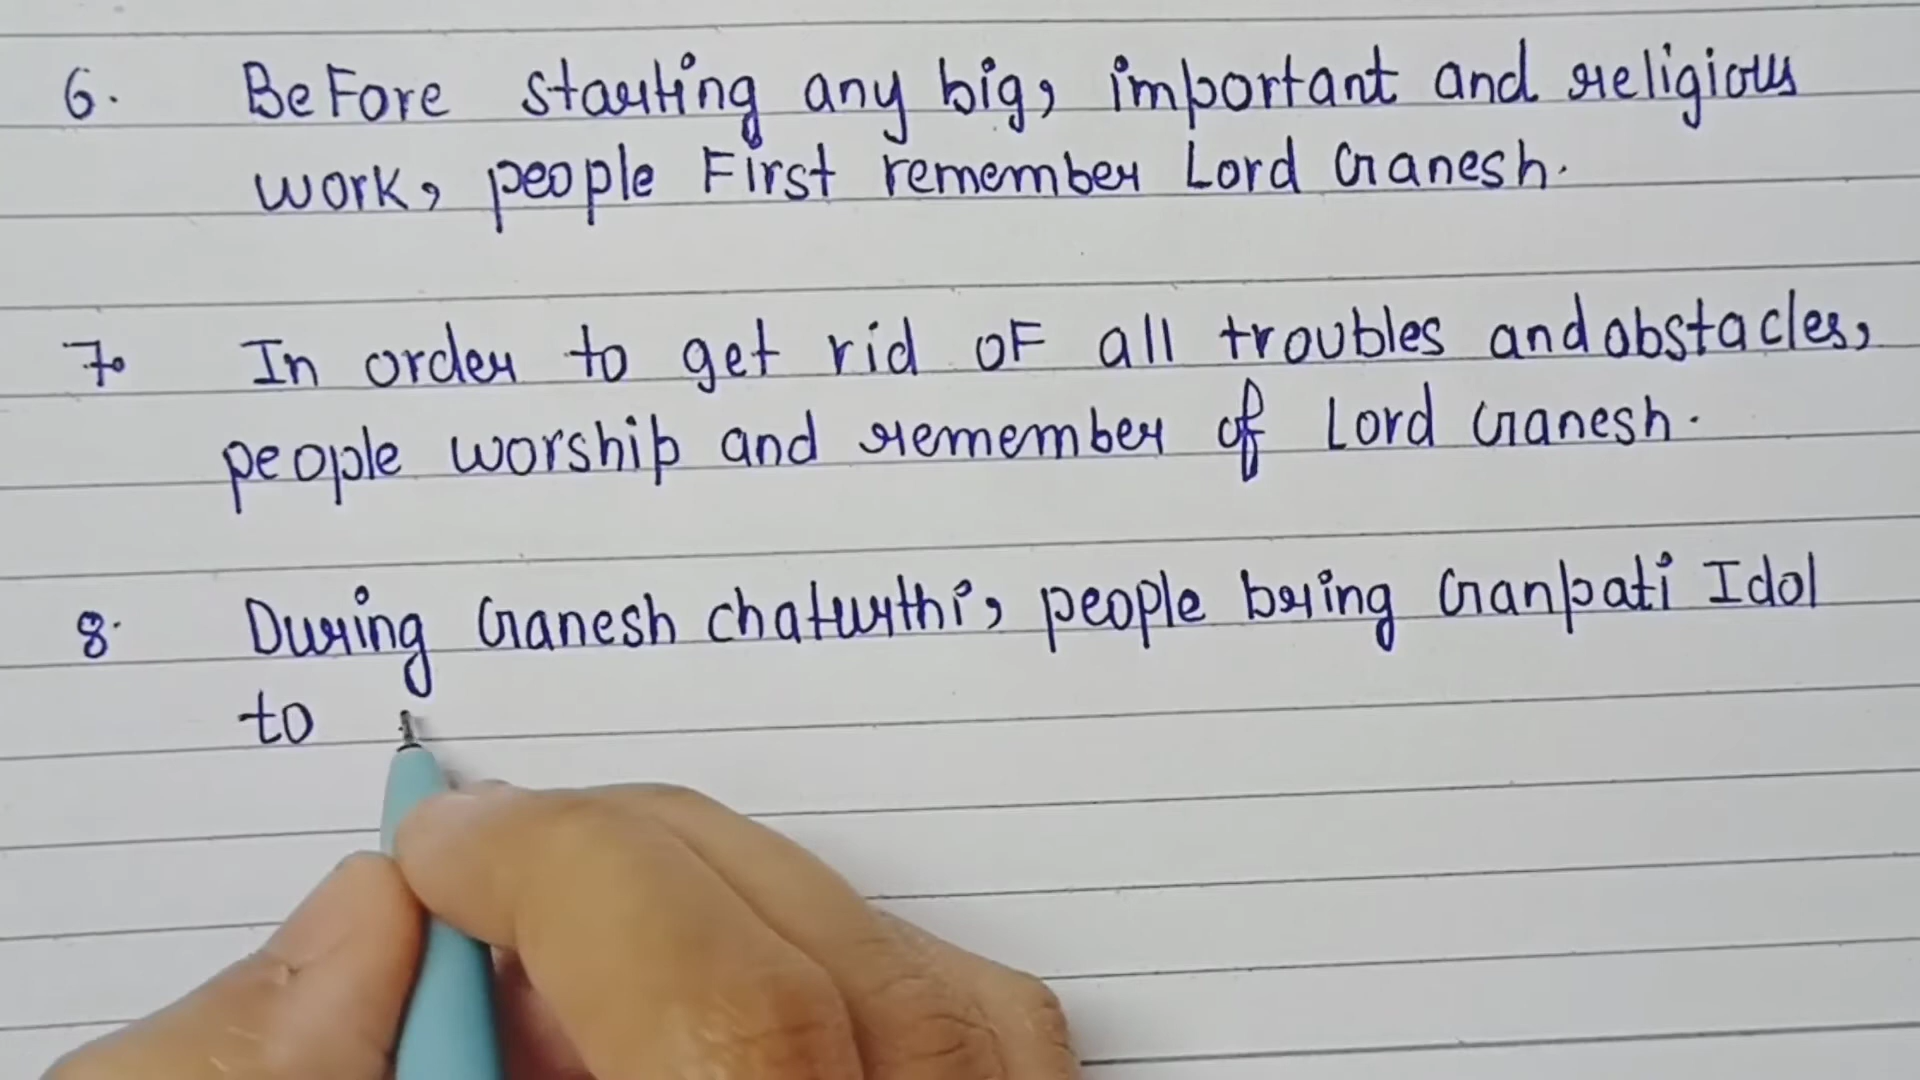 6. Before starting any big, important and religious
work, people First remember Lord Ganesh.
7. In order to get rid of all troubles and obstacles,
people worship and remember of Lord Ganesh.
8. During Ganesh chaturthi, people bring Ganpati Idol
to